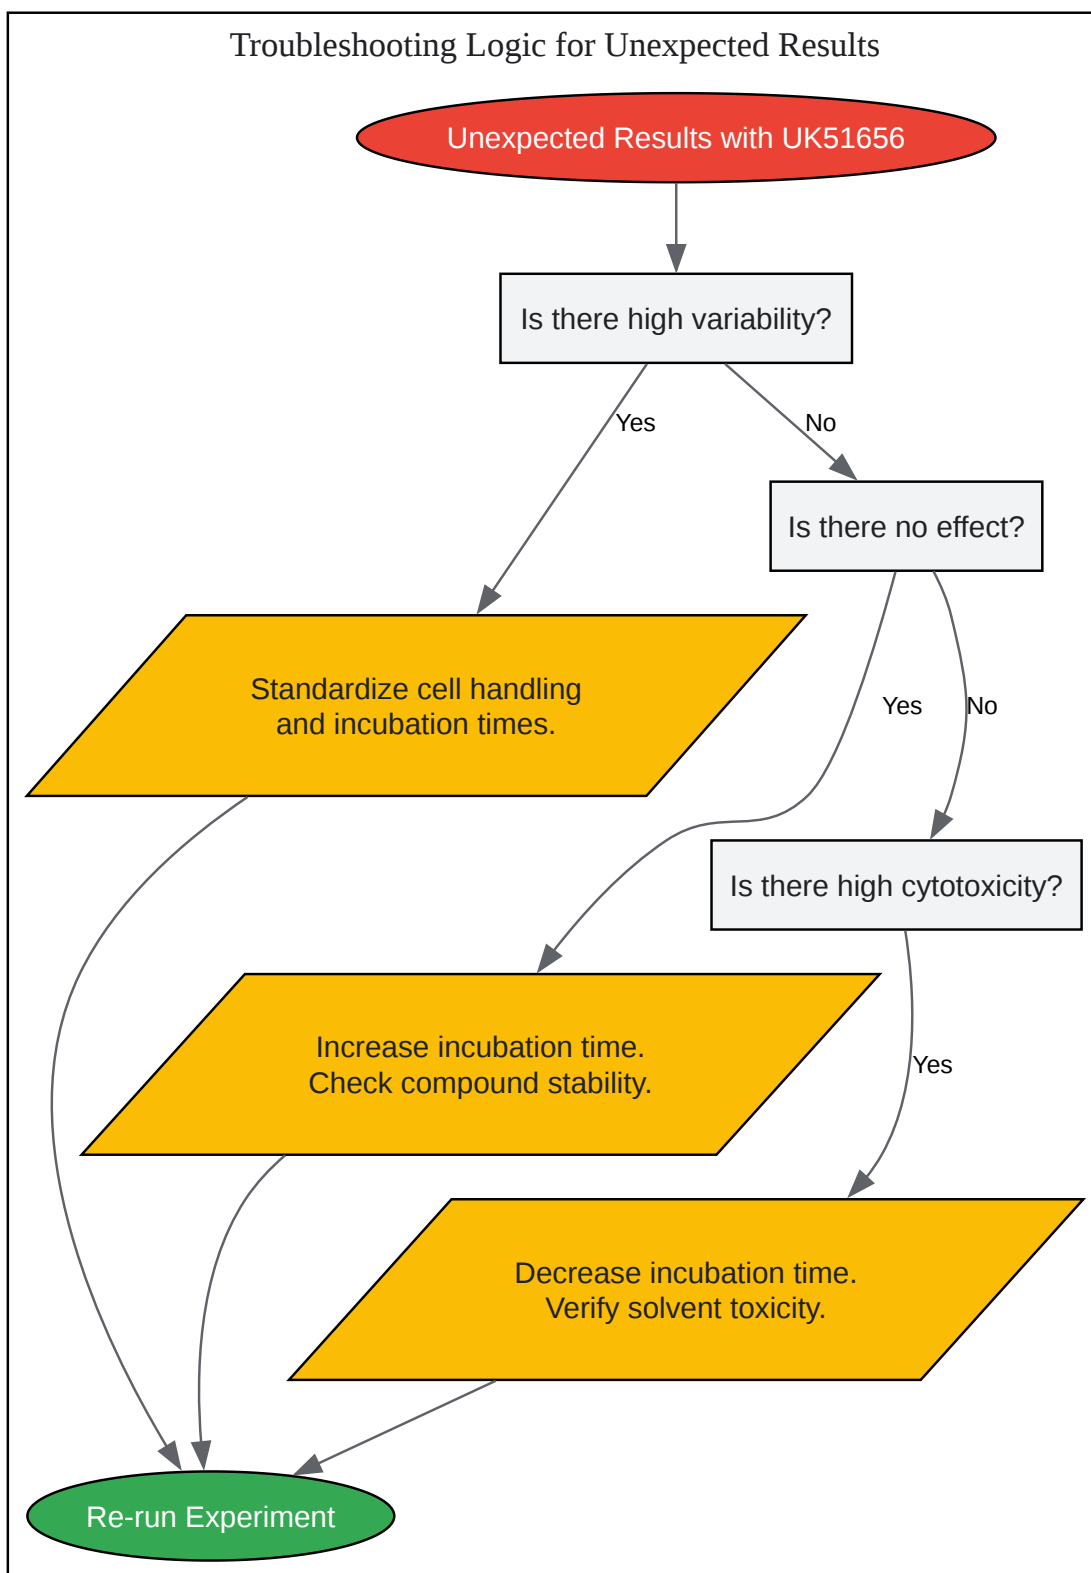 Troubleshooting Logic for Unexpected Results
Unexpected Results with UK51656
Is there high variability?
Yes
No
Is there no effect?
Standardize cell handling
and incubation times.
Yes
No
Is there high cytotoxicity?
Increase incubation time.
Check compound stability.
Yes
Decrease incubation time.
Verify solvent toxicity.
Re-run Experiment